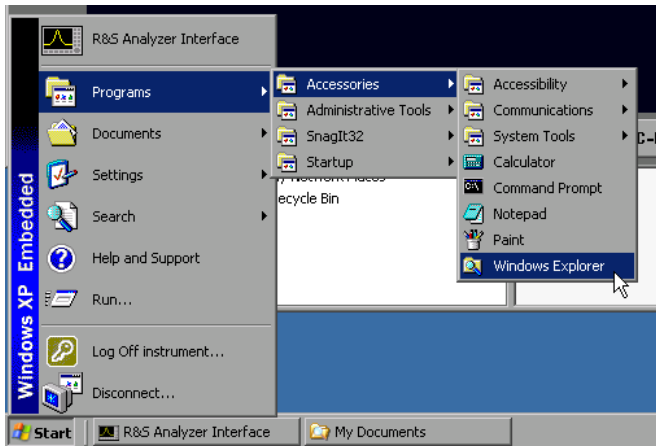 R&S Analyzer Interface
Programs
Documents
Settings
Search
Help and Support
Run...
Log Off instrument...
Disconnect...
Windows XP Embedded
Accessories
Administrative Tools
SnagIt32
Startup
Accessibility
Communications
System Tools
Calculator
Command Prompt
Notepad
Paint
Windows Explorer
ecycle Bin
Start
R&S Analyzer Interface
My Documents